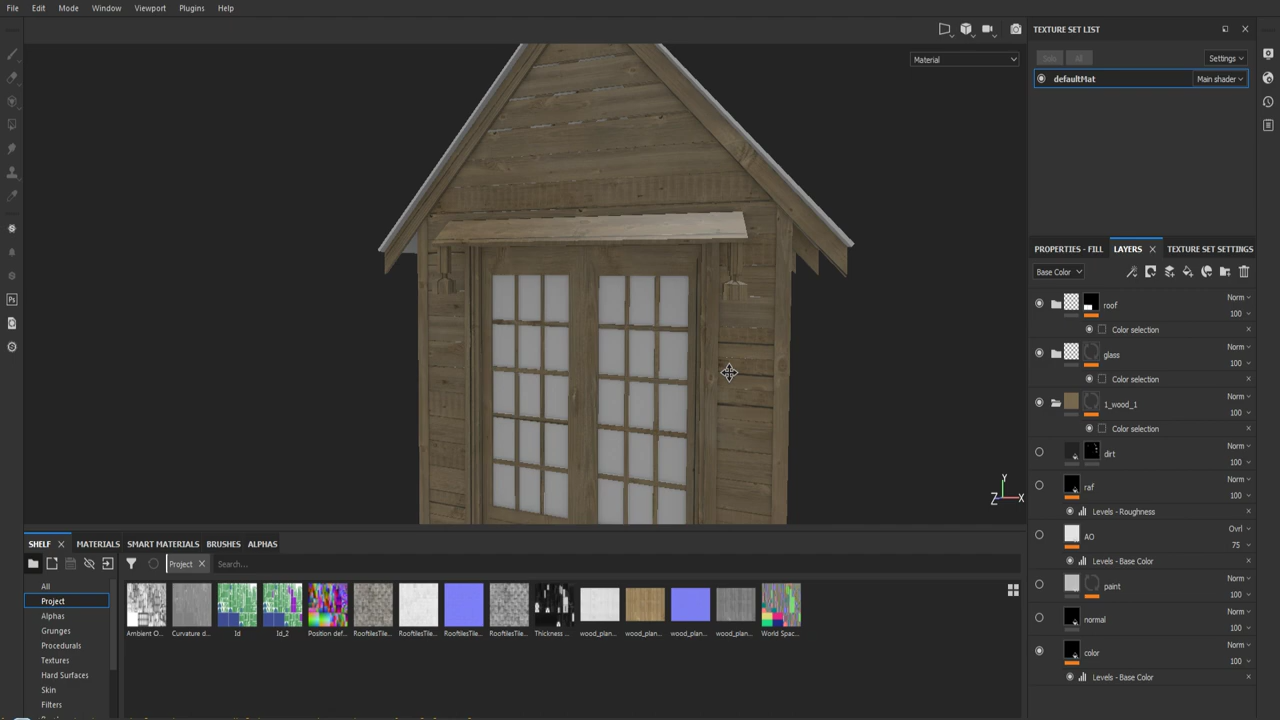 File Edit Mode Window Viewport Plugins Help
TEXTURE SET LIST
Material
Solo All Settings
defaultMat Main shader
PROPERTIES - FILL LAYERS TEXTURE SET SETTINGS
Base Color
roof Norm
100
Color selection
glass Norm
100
Color selection
1_wood_1 Norm
100
Color selection
dirt Norm
100
raf Norm
100
Levels - Roughness
AO Ovrl
75
Levels - Base Color
paint Norm
100
normal Norm
100
color Norm
100
Levels - Base Color
Y
Z X
SHELF MATERIALS SMART MATERIALS BRUSHES ALPHAS
Project Search...
All
Project
Alphas
Grunges
Procedurals
Textures
Hard Surfaces
Skin
Filters
Ambient O... Curvature d... Id Id_2 Position def... RooftilesTile... RooftilesTile... RooftilesTile... RooftilesTile... Thickness ... wood_plan... wood_plan... wood_plan... wood_plan... World Spac...
Ps